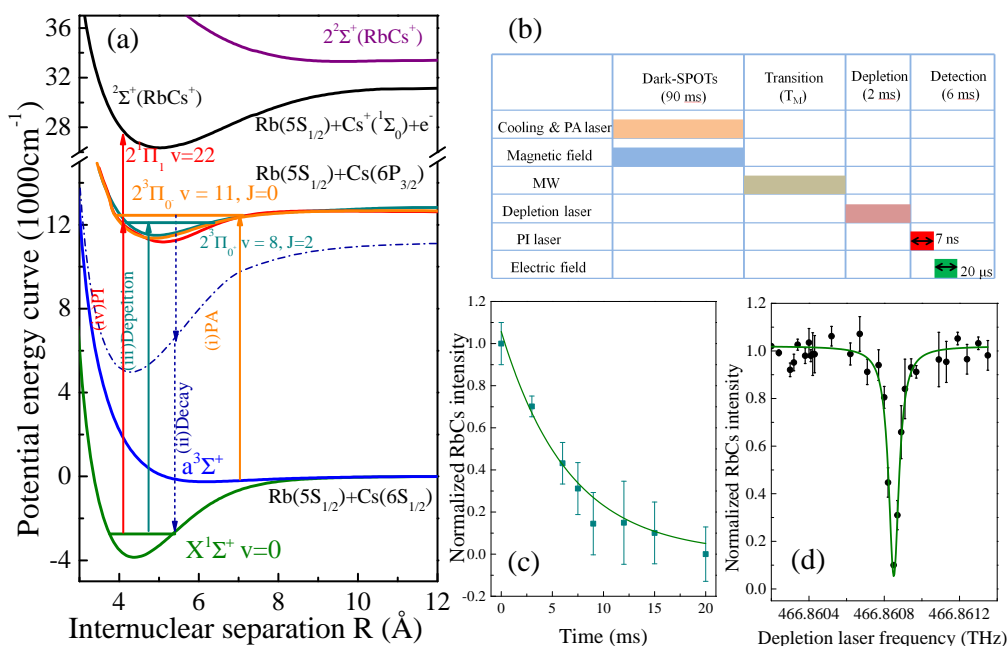 (a)
36
33
31
28
12
8
4
0
-4
Potential energy curve (1000cm⁻¹)
2²Σ⁺(RbCs⁺)
²Σ⁺(RbCs⁺)
Rb(5S₁/₂)+Cs⁺(¹Σ₀)+e⁻
2¹Π₁ v=22
Rb(5S₁/₂)+Cs(6P₃/₂)
2³Π₀⁻ v = 11, J=0
2³Π₀⁻ v = 8, J=2
(iv)PI
(iii)Depeltion
(ii)Decay
(i)PA
a³Σ⁺
Rb(5S₁/₂)+Cs(6S₁/₂)
X¹Σ⁺ v=0
4
6
8
10
12
Internuclear separation R (Å)
(b)
Dark-SPOTs
(90 ms)
Transition
(T_M)
Depletion
(2 ms)
Detection
(6 ms)
Cooling & PA laser
Magnetic field
MW
Depletion laser
PI laser
7 ns
Electric field
20 μs
1.2
1.0
0.8
0.6
0.4
0.2
0.0
-0.2
Normalized RbCs intensity
(c)
0
5
10
15
20
Time (ms)
1.2
1.0
0.8
0.6
0.4
0.2
0.0
Normalized RbCs intensity
(d)
466.8604
466.8608
466.8612
Depletion laser frequency (THz)